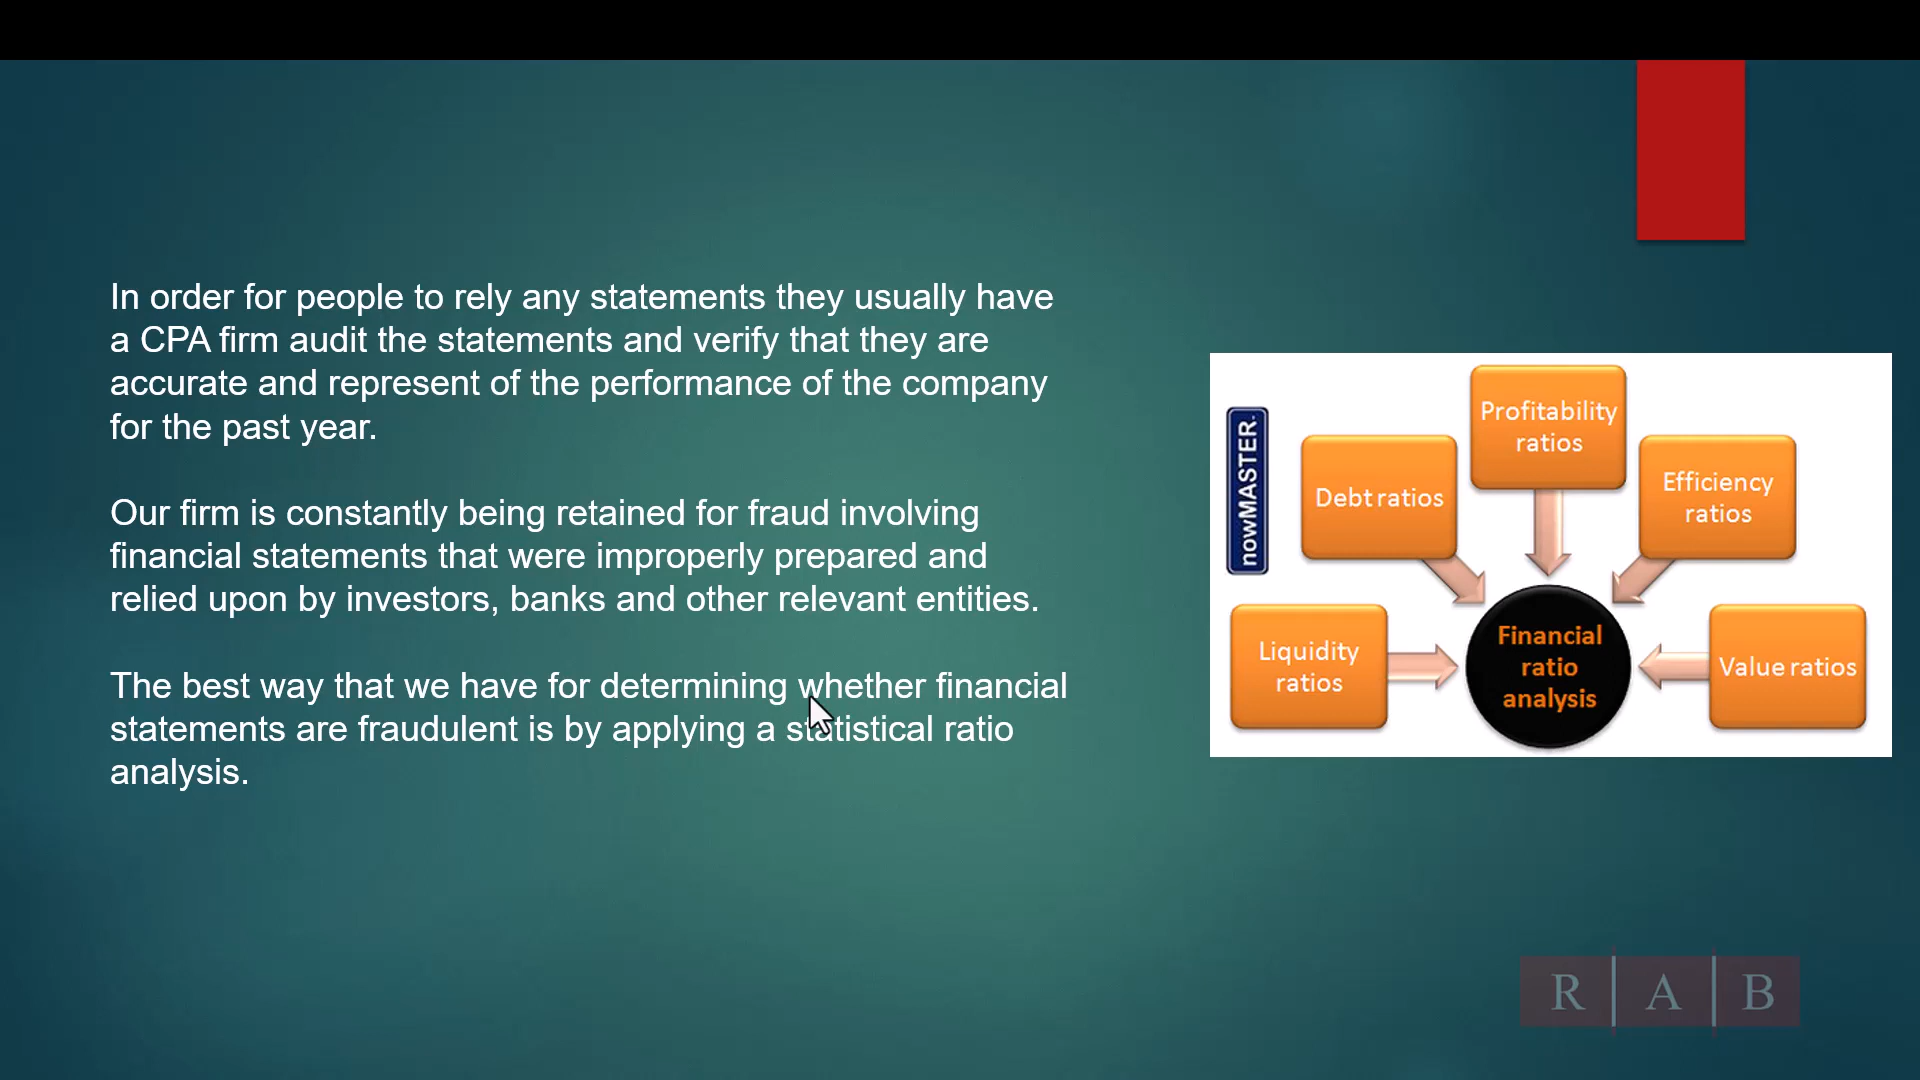 In order for people to rely any statements they usually have
a CPA firm audit the statements and verify that they are
accurate and represent of the performance of the company
for the past year.
Our firm is constantly being retained for fraud involving
financial statements that were improperly prepared and
relied upon by investors, banks and other relevant entities.
The best way that we have for determining whether financial
statements are fraudulent is by applying a statistical ratio
analysis.
nowMASTER.
Profitability
ratios
Debt ratios
Efficiency
ratios
Liquidity
ratios
Financial
ratio
analysis
Value ratios
R A B